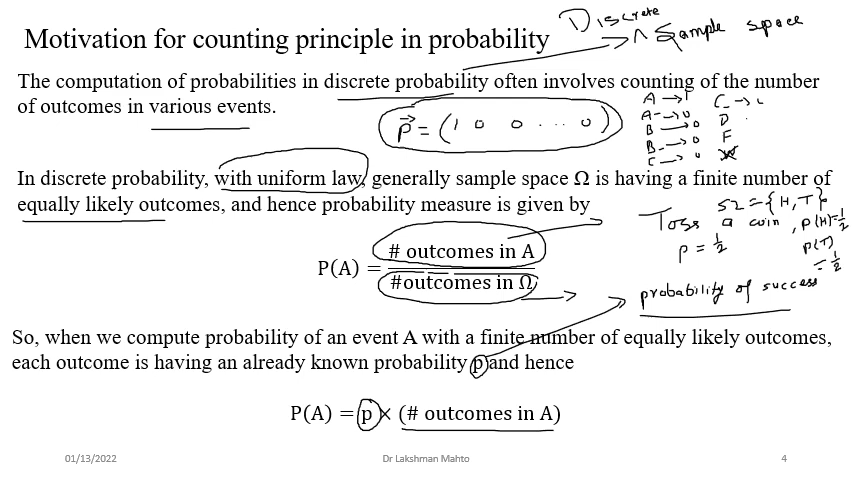 Discrete
Sample space
Motivation for counting principle in probability
The computation of probabilities in discrete probability often involves counting of the number
of outcomes in various events.
P = ( 1 0 0 ... 0 )
A → 1
A- → 0
B → 0
B- → 0
C → 0
C- →
D
F
W
In discrete probability, with uniform law, generally sample space Ω is having a finite number of
equally likely outcomes, and hence probability measure is given by
Ω = {H, T}
Toss a coin, P(H) = 1/2
p = 1/2
P(T)
= 1/2
P(A) = # outcomes in A
#outcomes in Ω
probability of success
So, when we compute probability of an event A with a finite number of equally likely outcomes,
each outcome is having an already known probability p and hence
P(A) = p × (# outcomes in A)
01/13/2022
Dr Lakshman Mahto
4